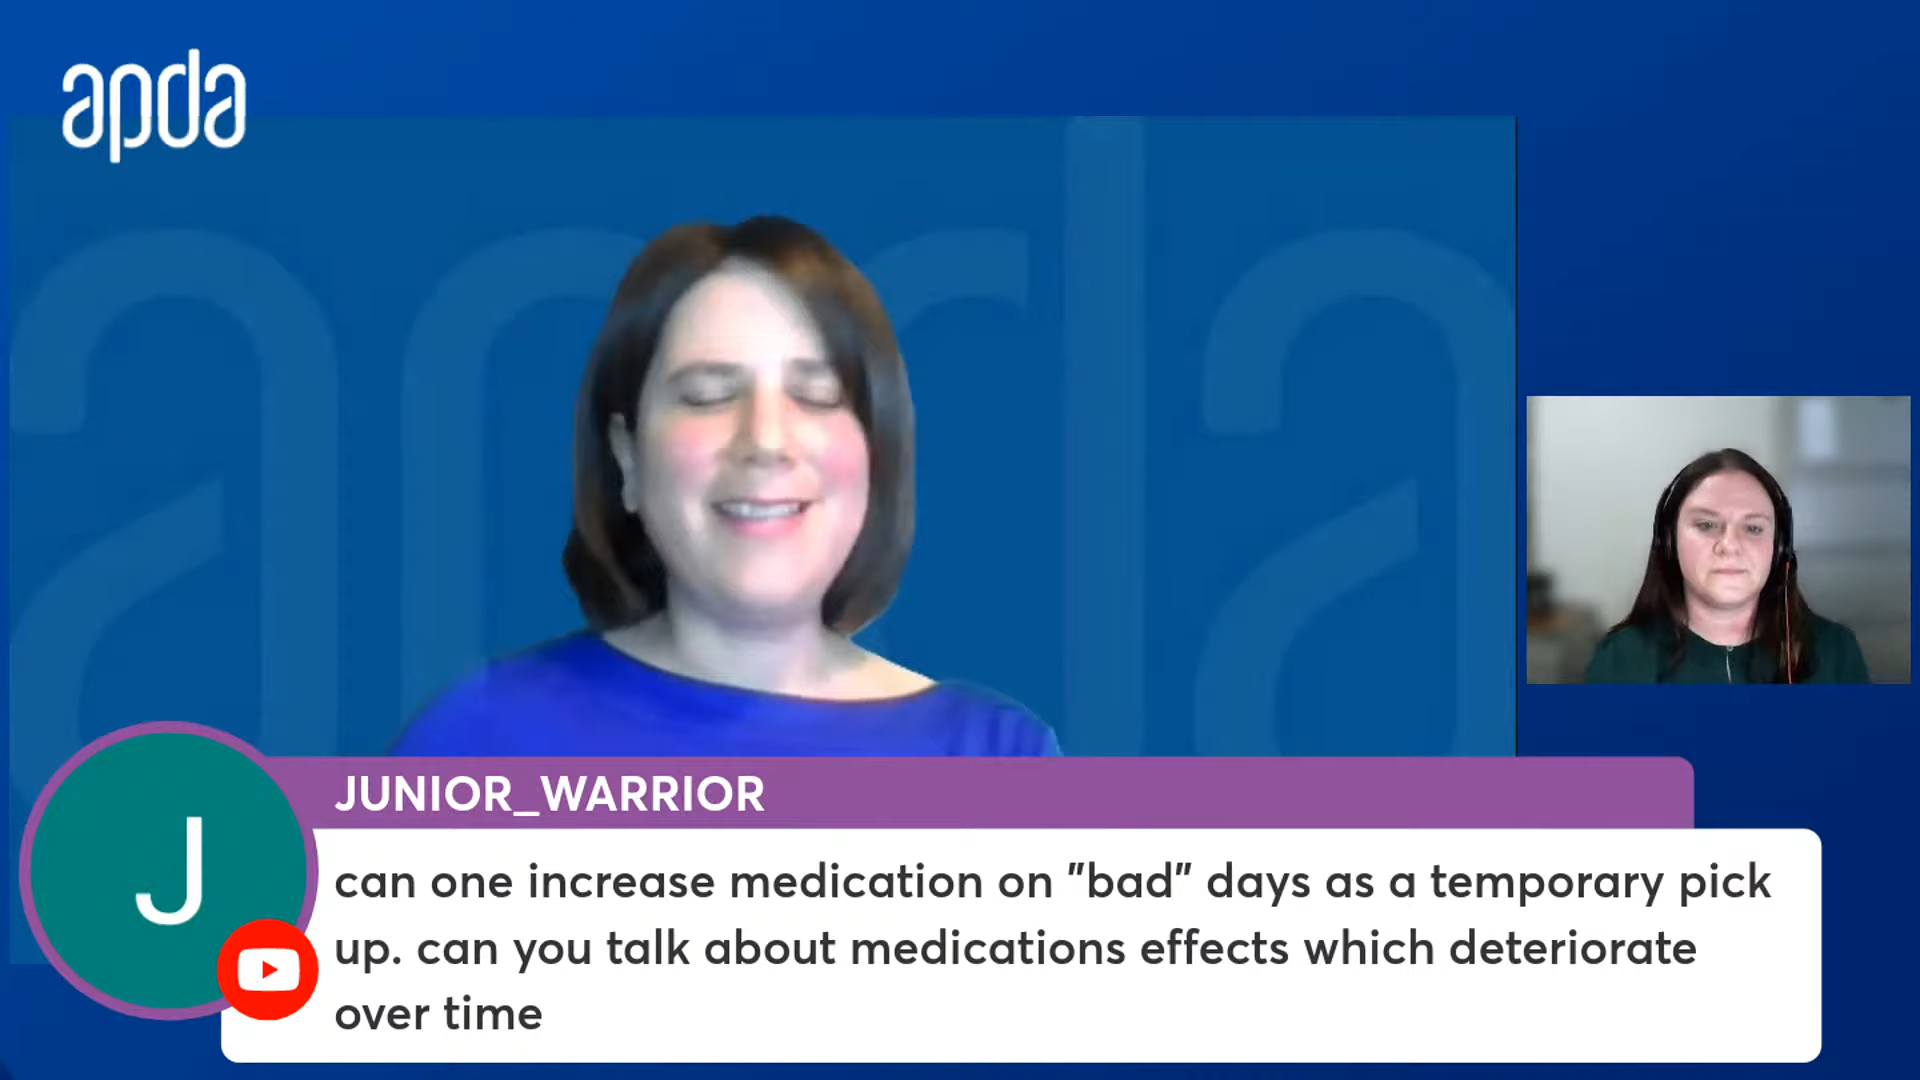 apda
apda
JUNIOR_WARRIOR
J
can one increase medication on "bad" days as a temporary pick
up. can you talk about medications effects which deteriorate
over time